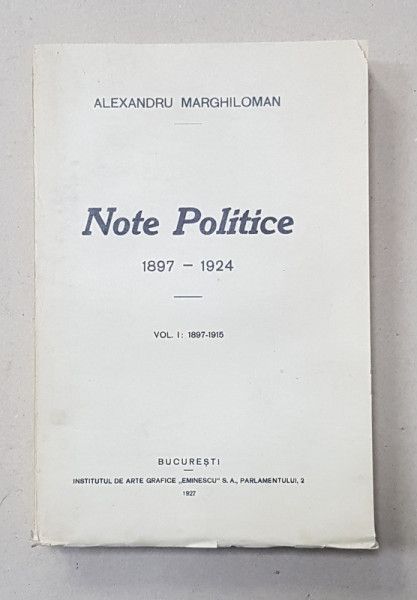 ALEXANDRU MARGHILOMAN
Note Politice
1897 – 1924
VOL. I: 1897-1915
BUCUREȘTI
INSTITUTUL DE ARTE GRAFICE „EMINESCU" S. A., PARLAMENTULUI, 2
1927